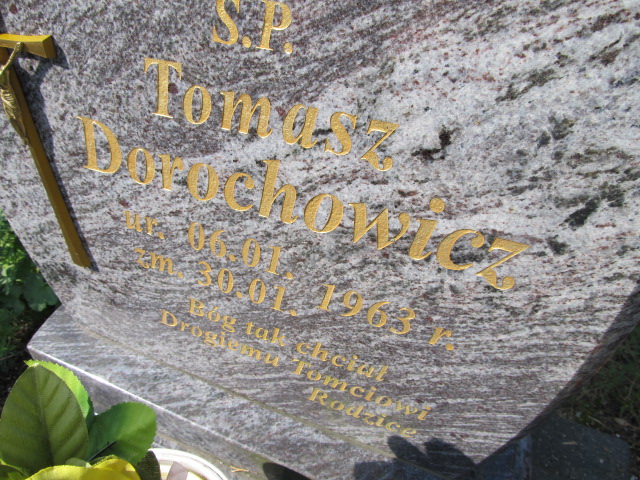 S.P.
Tomasz
Dorochowicz
ur. 06.01. 1963 r.
zm. 30.01.
Bóg tak chciał
Drogiemu Tomciowi
Rodzice